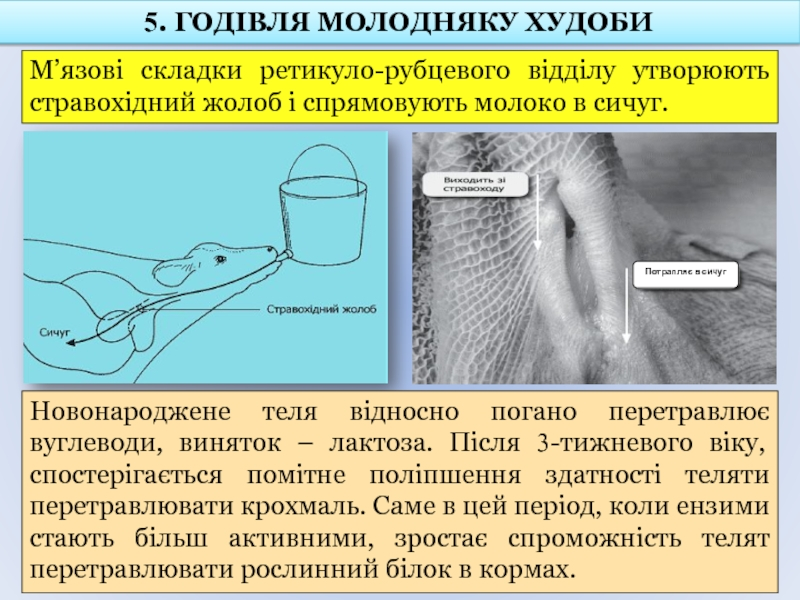 5. ГОДІВЛЯ МОЛОДНЯКУ ХУДОБИ
М’язові складки ретикуло-рубцевого відділу утворюють
стравохідний жолоб і спрямовують молоко в сичуг.
Виходить зі
стравоходу
Потрапляє в сичуг
Стравохідний жолоб
Сичуг
Новонароджене теля відносно погано перетравлює
вуглеводи, виняток – лактоза. Після 3-тижневого віку,
спостерігається помітне поліпшення здатності теляти
перетравлювати крохмаль. Саме в цей період, коли ензими
стають більш активними, зростає спроможність телят
перетравлювати рослинний білок в кормах.